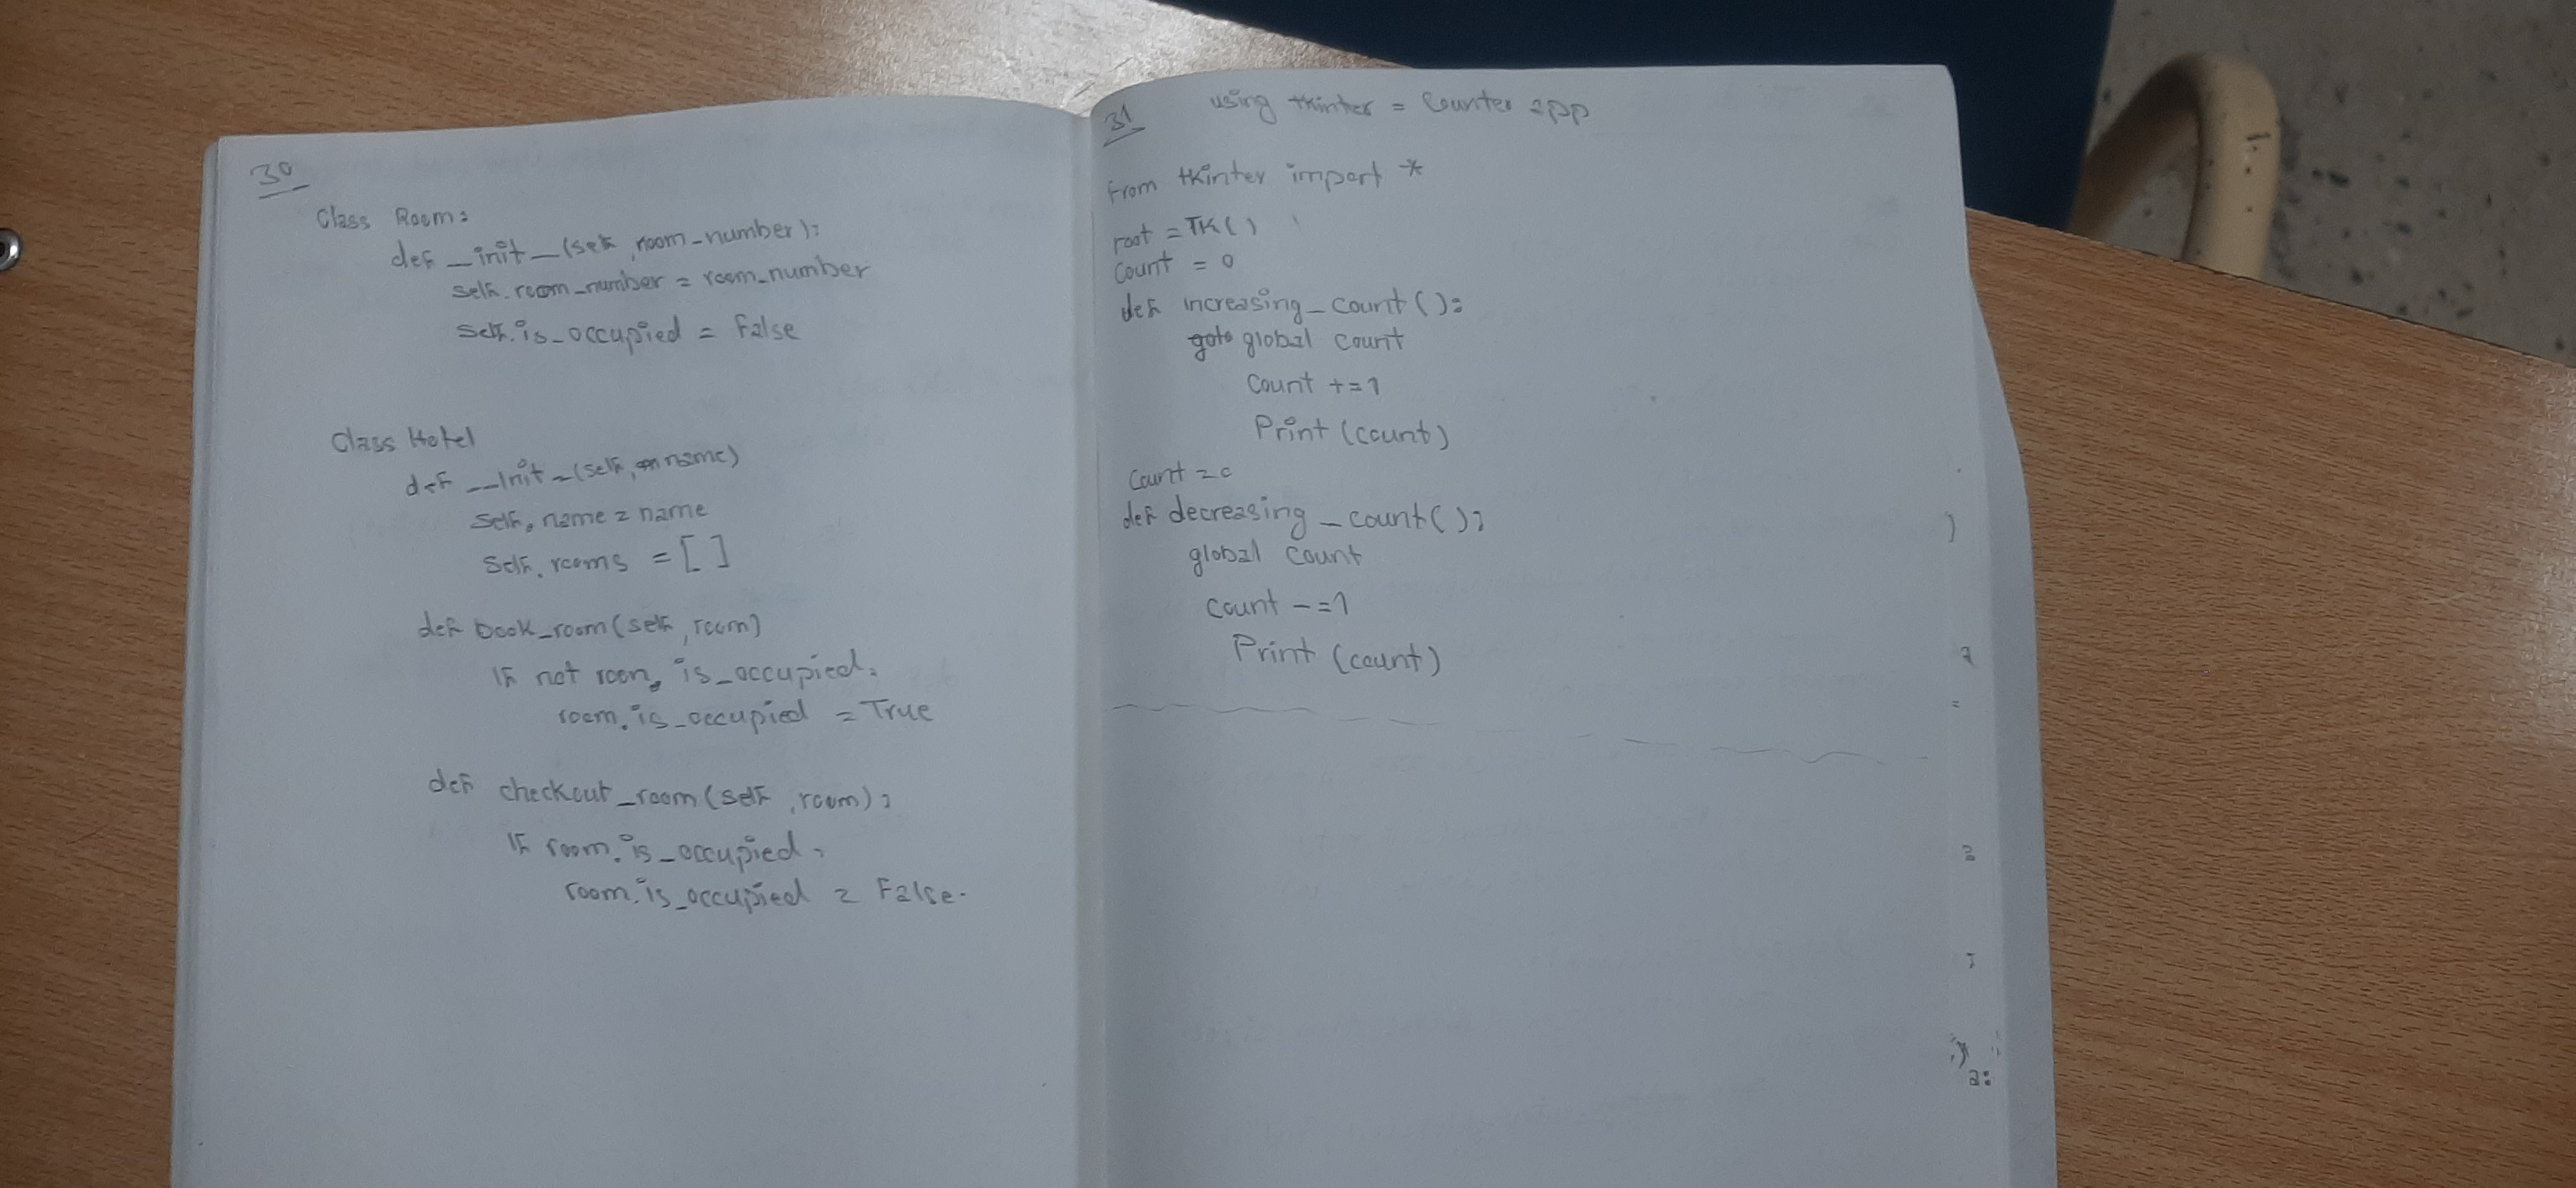 30
Class Room:
def __init__(self, room_number):
self.room_number = room_number
self.is_occupied = False
Class Hotel
def __init__(self, name)
self.name = name
self.rooms = []
def book_room(self, room)
if not room.is_occupied:
room.is_occupied = True
def checkout_room(self, room):
if room.is_occupied:
room.is_occupied = False.
31
using tkinter = Counter app
from tkinter import *
root = TK()
Count = 0
def increasing_count():
global count
Count += 1
Print (count)
Count = 0
def decreasing_count():
global count
Count -= 1
Print (count)